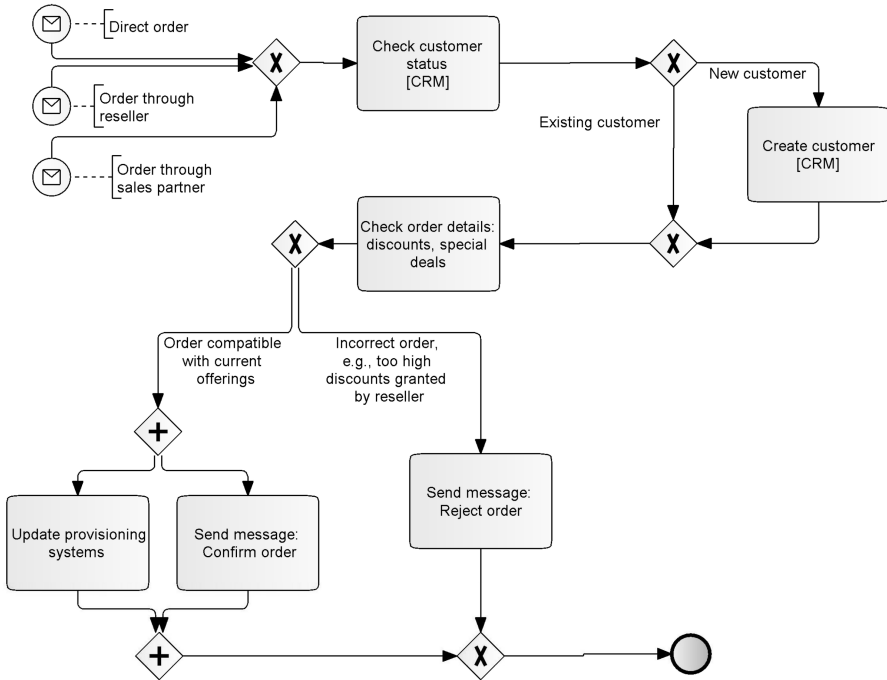 Direct order
Order through
reseller
Order through
sales partner
Check customer
status
[CRM]
New customer
Existing customer
Create customer
[CRM]
Check order details:
discounts, special
deals
Order compatible
with current
offerings
Incorrect order,
e.g., too high
discounts granted
by reseller
Update provisioning
systems
Send message:
Confirm order
Send message:
Reject order